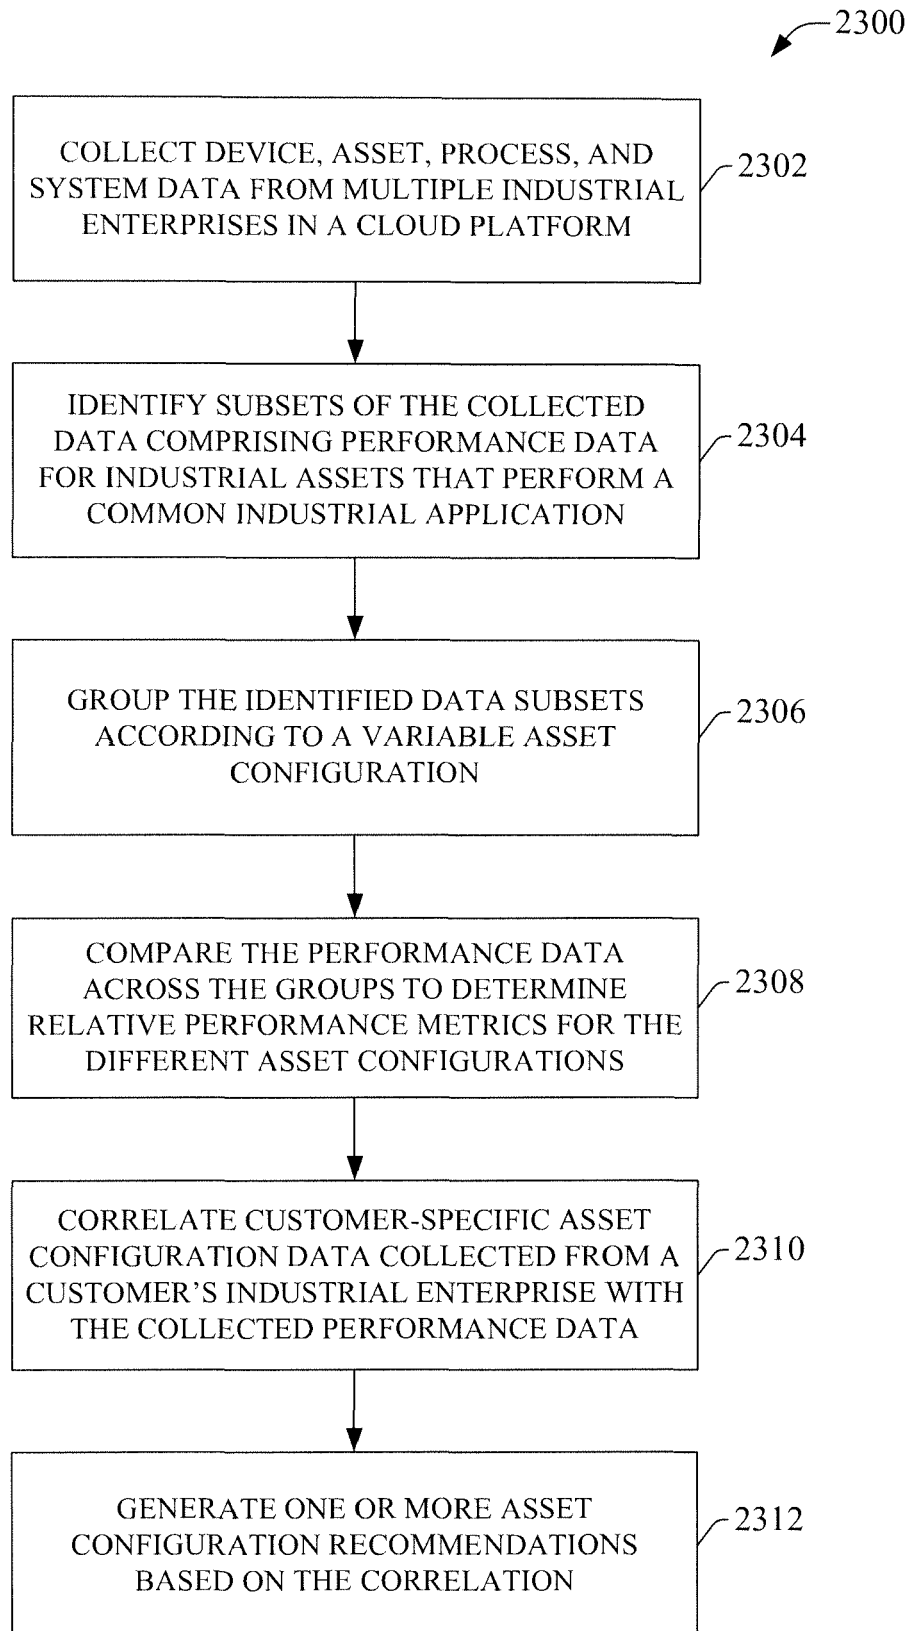 2300
COLLECT DEVICE, ASSET, PROCESS, AND
SYSTEM DATA FROM MULTIPLE INDUSTRIAL
ENTERPRISES IN A CLOUD PLATFORM
2302
IDENTIFY SUBSETS OF THE COLLECTED
DATA COMPRISING PERFORMANCE DATA
FOR INDUSTRIAL ASSETS THAT PERFORM A
COMMON INDUSTRIAL APPLICATION
2304
GROUP THE IDENTIFIED DATA SUBSETS
ACCORDING TO A VARIABLE ASSET
CONFIGURATION
2306
COMPARE THE PERFORMANCE DATA
ACROSS THE GROUPS TO DETERMINE
RELATIVE PERFORMANCE METRICS FOR THE
DIFFERENT ASSET CONFIGURATIONS
2308
CORRELATE CUSTOMER-SPECIFIC ASSET
CONFIGURATION DATA COLLECTED FROM A
CUSTOMER'S INDUSTRIAL ENTERPRISE WITH
THE COLLECTED PERFORMANCE DATA
2310
GENERATE ONE OR MORE ASSET
CONFIGURATION RECOMMENDATIONS
BASED ON THE CORRELATION
2312